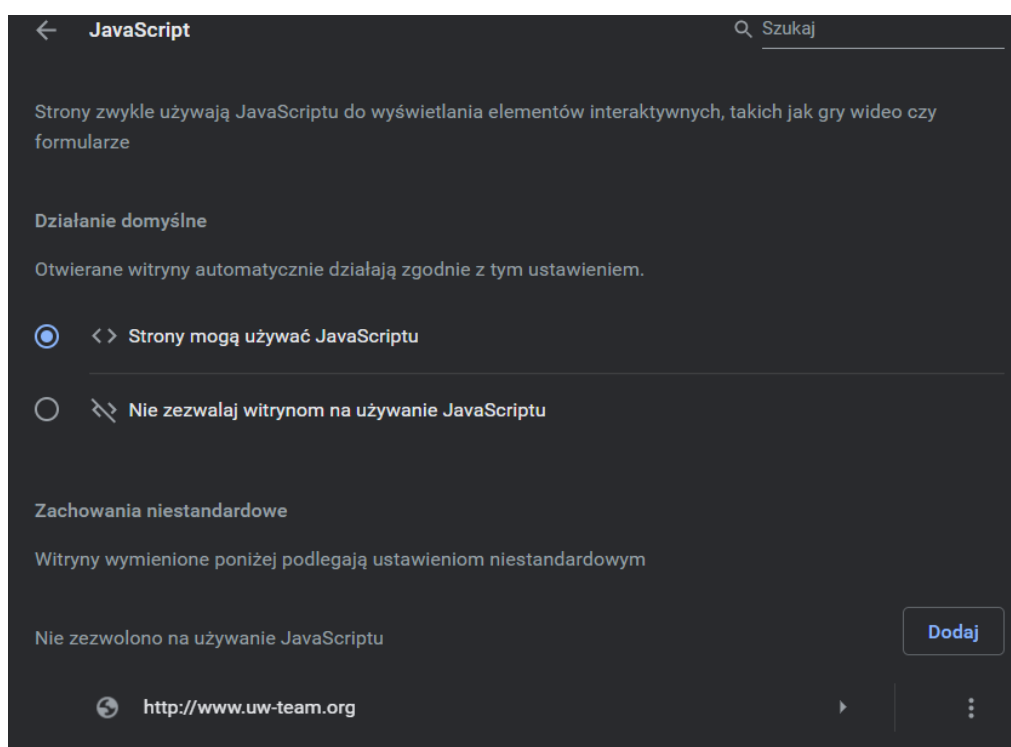 JavaScript
Szukaj
Strony zwykle używają JavaScriptu do wyświetlania elementów interaktywnych, takich jak gry wideo czy
formularze
Działanie domyślne
Otwierane witryny automatycznie działają zgodnie z tym ustawieniem.
<> Strony mogą używać JavaScriptu
Nie zezwalaj witrynom na używanie JavaScriptu
Zachowania niestandardowe
Witryny wymienione poniżej podlegają ustawieniom niestandardowym
Nie zezwolono na używanie JavaScriptu
Dodaj
http://www.uw-team.org